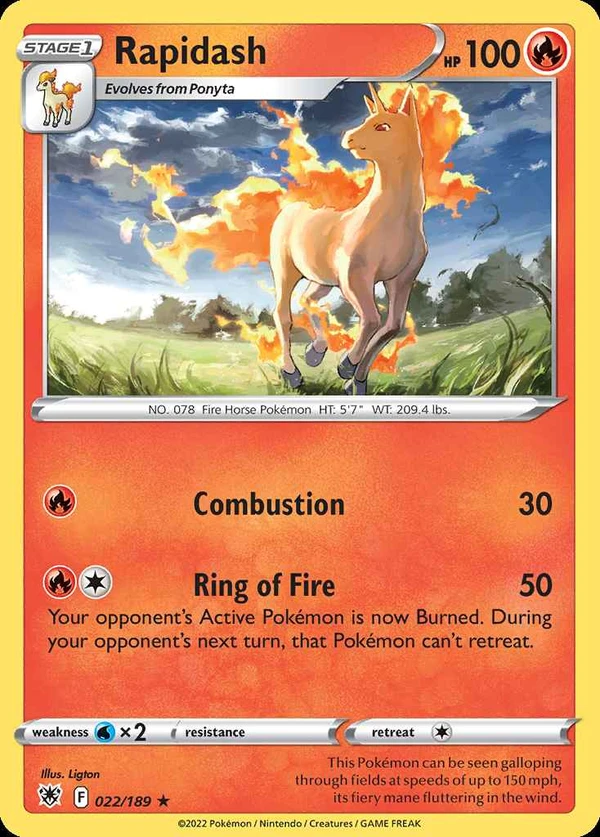 STAGE 1
Rapidash
HP 100
Evolves from Ponyta
NO. 078 Fire Horse Pokémon HT: 5'7" WT: 209.4 lbs.
Combustion 30
Ring of Fire 50
Your opponent's Active Pokémon is now Burned. During
your opponent's next turn, that Pokémon can't retreat.
weakness ×2 resistance retreat
Illus. Ligton
F 022/189 ★
This Pokémon can be seen galloping
through fields at speeds of up to 150 mph,
its fiery mane fluttering in the wind.
©2022 Pokémon / Nintendo / Creatures / GAME FREAK